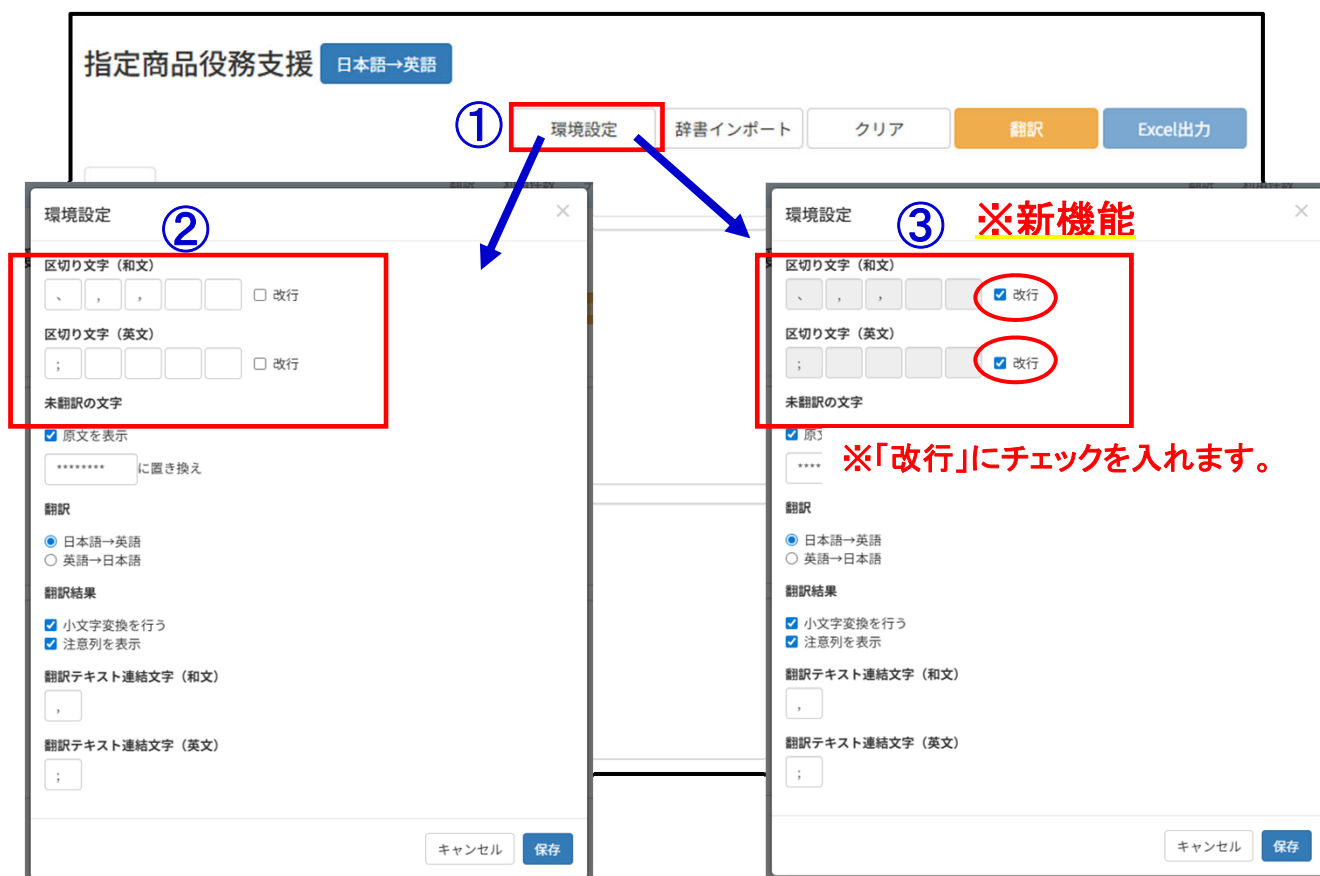 指定商品役務支援 日本語→英語
① 環境設定 辞書インポート クリア 翻訳 Excel出力
環境設定 ② ×
区切り文字（和文）
、 , ， □ 改行
区切り文字（英文）
; □ 改行
未翻訳の文字
☑ 原文を表示
******** に置き換え
翻訳
◉ 日本語→英語
○ 英語→日本語
翻訳結果
☑ 小文字変換を行う
☑ 注意列を表示
翻訳テキスト連結文字（和文）
,
翻訳テキスト連結文字（英文）
;
キャンセル 保存
環境設定 ③ ※新機能 ×
区切り文字（和文）
、 , ， ☑ 改行
区切り文字（英文）
; ☑ 改行
未翻訳の文字
☑ 原
※「改行」にチェックを入れます。
****
翻訳
◉ 日本語→英語
○ 英語→日本語
翻訳結果
☑ 小文字変換を行う
☑ 注意列を表示
翻訳テキスト連結文字（和文）
,
翻訳テキスト連結文字（英文）
;
キャンセル 保存